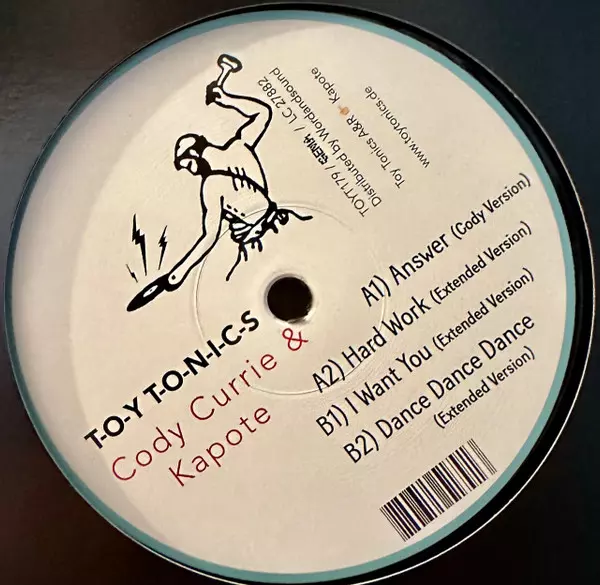 TOYT179 / GEMA / LC 27882
Distributed by Wordandsound
Toy Tonics A&R Kapote
www.toytonics.de
T-O-Y T-O-N-I-C-S
Cody Currie &
Kapote
A1) Answer (Cody Version)
A2) Hard Work (Extended Version)
B1) I Want You (Extended Version)
B2) Dance Dance Dance
(Extended Version)